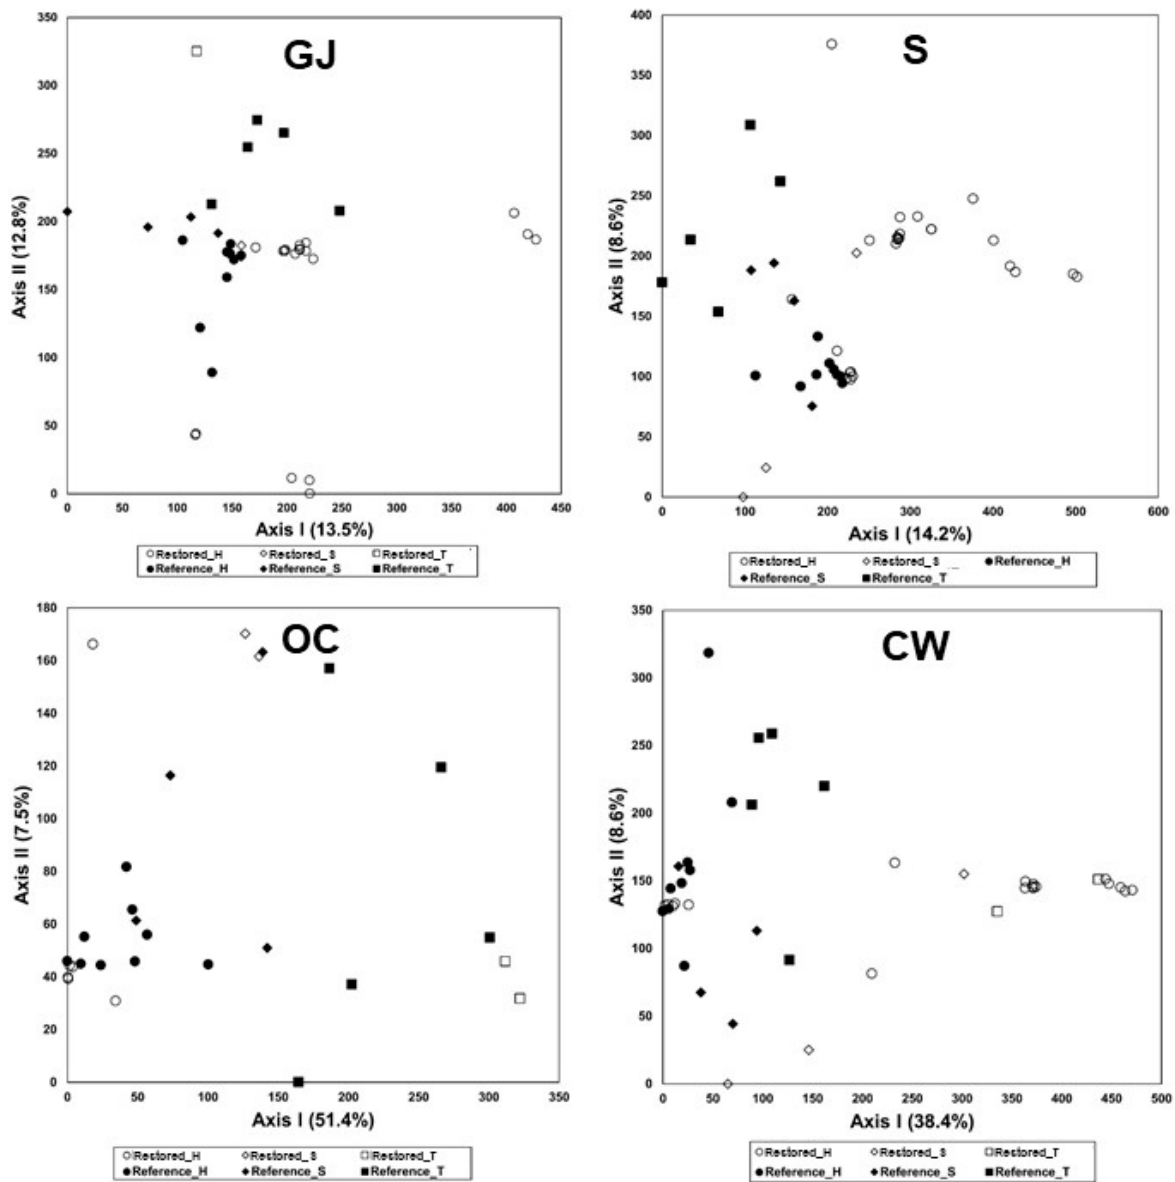 GJ
350
300
250
200
150
100
50
0
Axis II (12.8%)
0 50 100 150 200 250 300 350 400 450
Axis I (13.5%)
Restored_H Restored_S Restored_T
Reference_H Reference_S Reference_T
S
400
350
300
250
200
150
100
50
0
Axis II (8.6%)
0 100 200 300 400 500 600
Axis I (14.2%)
Restored_H Restored_S Reference_H
Reference_S Reference_T
OC
180
160
140
120
100
80
60
40
20
0
Axis II (7.5%)
0 50 100 150 200 250 300 350
Axis I (51.4%)
Restored_H Restored_S Restored_T
Reference_H Reference_S Reference_T
CW
350
300
250
200
150
100
50
0
Axis II (8.6%)
0 50 100 150 200 250 300 350 400 450 500
Axis I (38.4%)
Restored_H Restored_S Restored_T
Reference_H Reference_S Reference_T